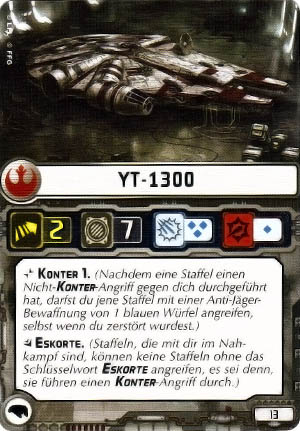 © LFL © FFG
YT-1300
2 7
KONTER 1. (Nachdem eine Staffel einen
Nicht-KONTER-Angriff gegen dich durchgeführt
hat, darfst du jene Staffel mit einer Anti-Jäger-
Bewaffnung von 1 blauen Würfel angreifen,
selbst wenn du zerstört wurdest.)
ESKORTE. (Staffeln, die mit dir im Nah-
kampf sind, können keine Staffeln ohne das
Schlüsselwort ESKORTE angreifen, es sei denn,
sie führen einen KONTER-Angriff durch.)
13